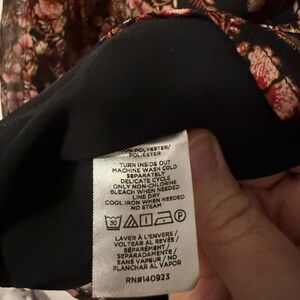 POLYESTER/
POLIÉSTER
TURN INSIDE OUT
MACHINE WASH COLD
SEPARATELY
DELICATE CYCLE
ONLY NON-CHLORINE
BLEACH WHEN NEEDED
LINE DRY
COOL IRON WHEN NEEDED
NO STEAM
30
P
LAVER À L'ENVERS/
VOLTEAR AL REVÉS/
SÉPARÉMENT/
SEPARADAMENTE/
SANS VAPEUR/ NO
PLANCHAR AL VAPOR
RN#140923